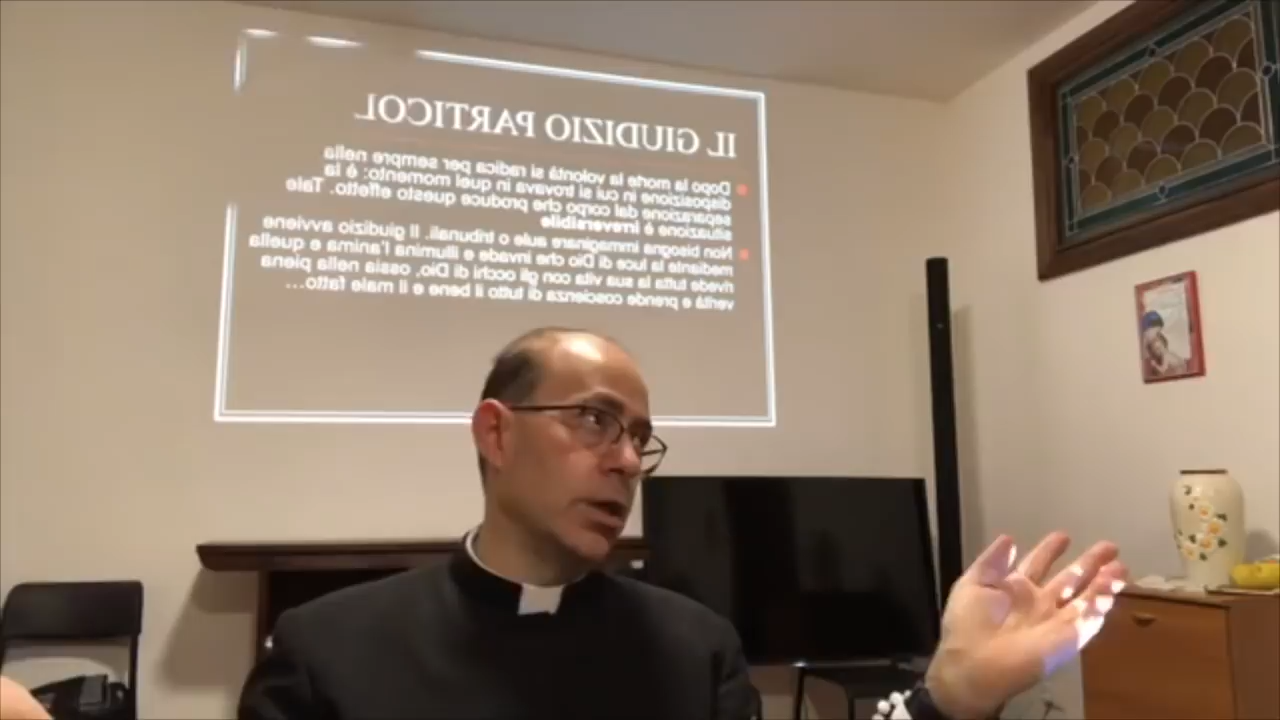 IL GIUDIZIO PARTICOL
Dopo la morte la volontà si radica per sempre nella
disposizione in cui si trovava in quel momento: è la
separazione dal corpo che produce questo effetto. Tale
situazione è irreversibile
Non bisogna immaginare aule o tribunali. Il giudizio avviene
mediante la luce di Dio che invade e illumina l'anima e quella
rivede tutta la sua vita con gli occhi di Dio, ossia nella piena
verità e prende coscienza di tutto il bene e il male fatto...